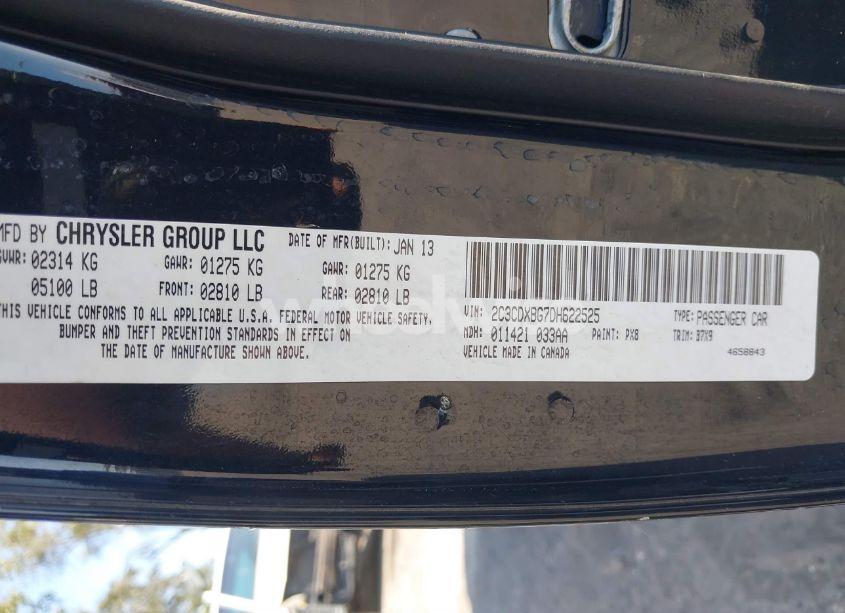 MFD BY CHRYSLER GROUP LLC DATE OF MFR(BUILT): JAN 13
GVWR: 02314 KG GAWR: 01275 KG GAWR: 01275 KG
05100 LB FRONT: 02810 LB REAR: 02810 LB
THIS VEHICLE CONFORMS TO ALL APPLICABLE U.S.A. FEDERAL MOTOR VEHICLE SAFETY,
BUMPER AND THEFT PREVENTION STANDARDS IN EFFECT ON
THE DATE OF MANUFACTURE SHOWN ABOVE.
VIN: 2C3CDXBG7DH622525 TYPE: PASSENGER CAR
MDH: 011421 033AA PAINT: PX8 TRIM: B7X9
VEHICLE MADE IN CANADA 4658843